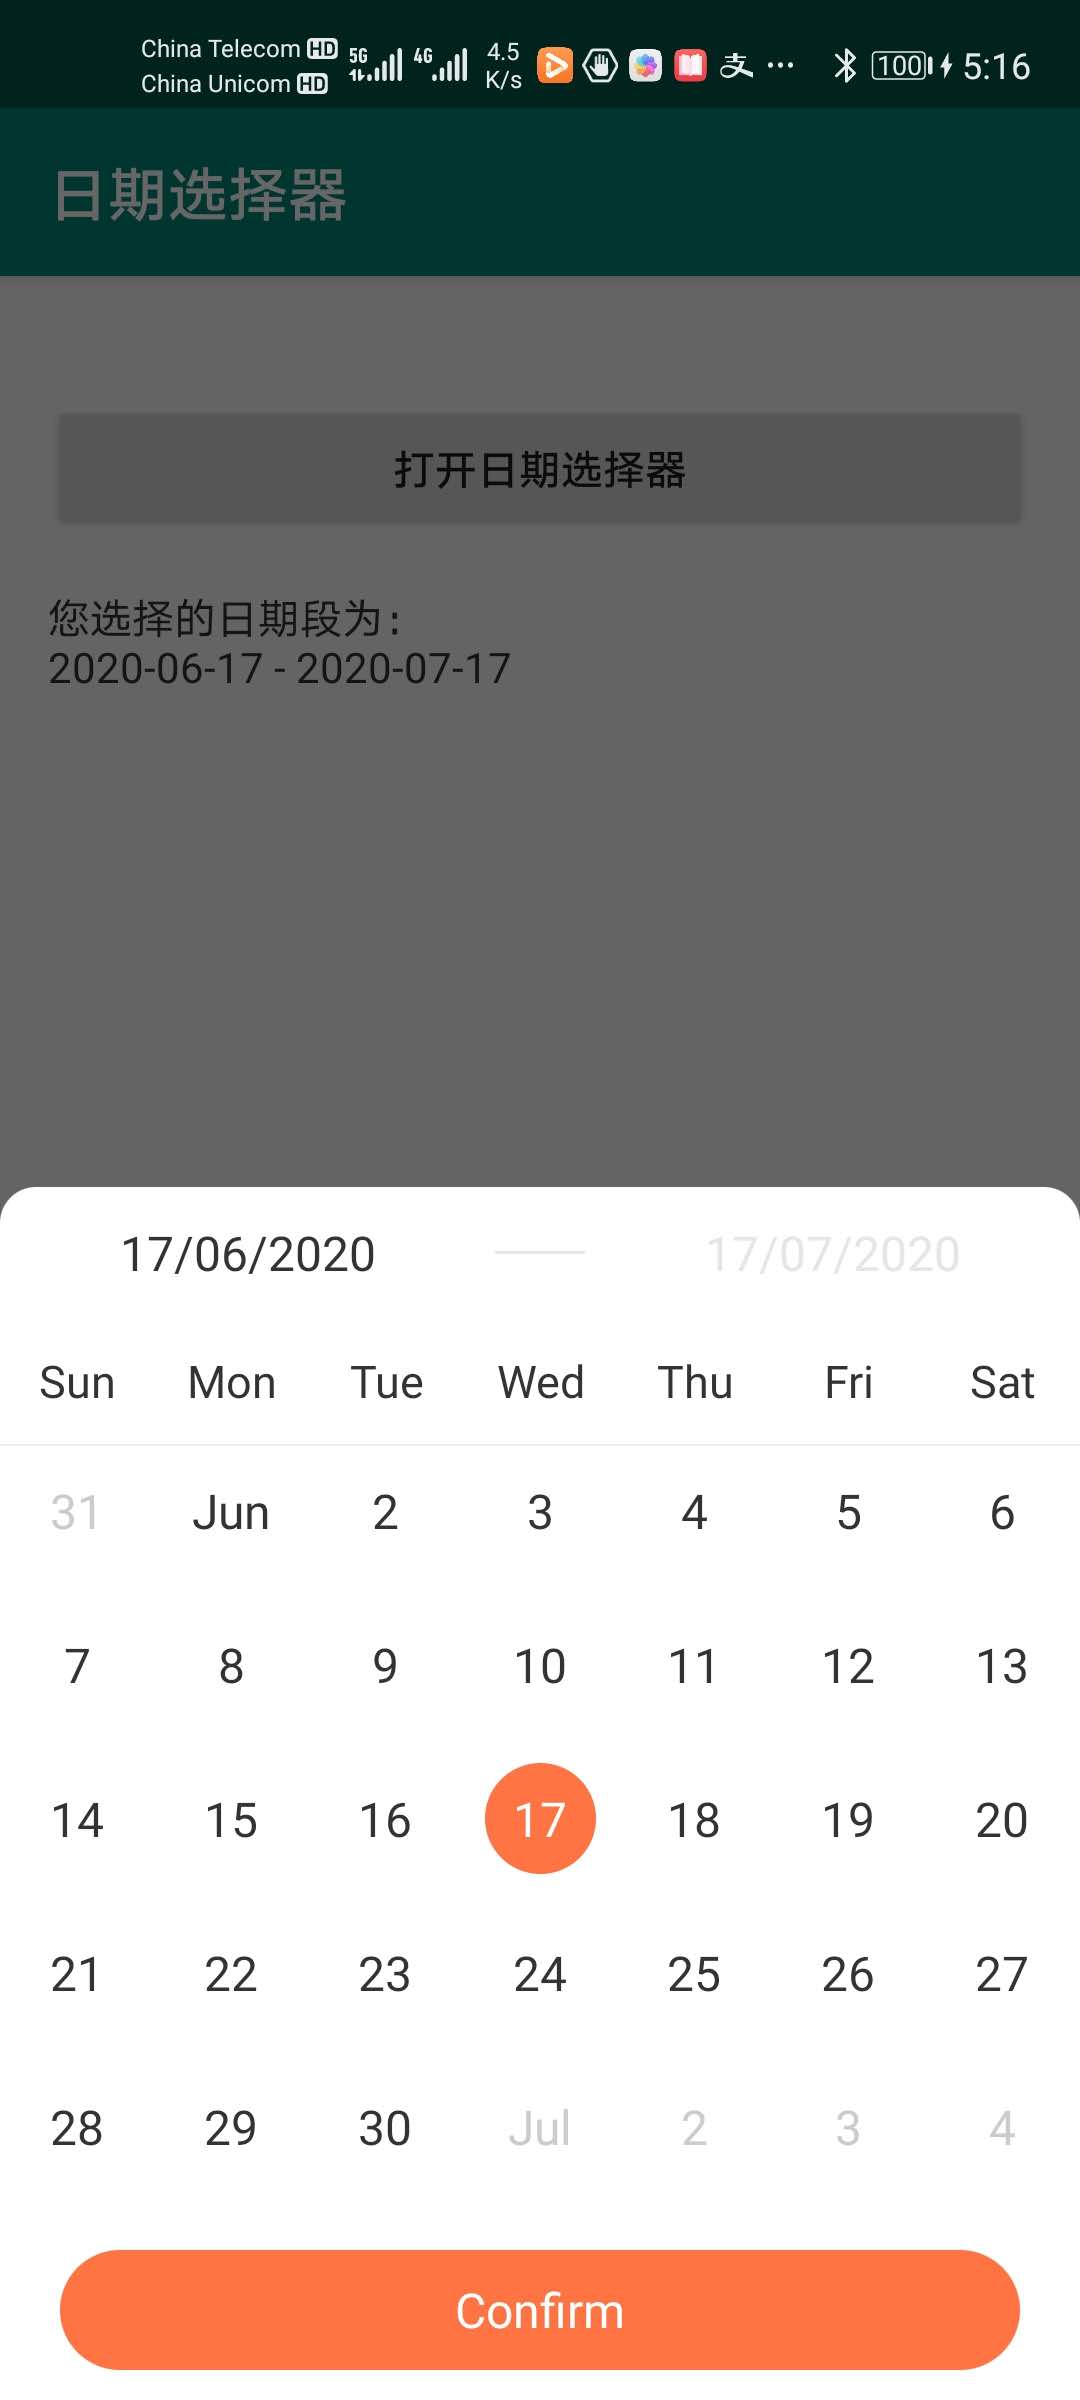 China Telecom HD
China Unicom HD
5G
4G
4.5
K/s
支
100
5:16
日期选择器
打开日期选择器
您选择的日期段为：
2020-06-17 - 2020-07-17
17/06/2020
17/07/2020
Sun Mon Tue Wed Thu Fri Sat
31 Jun 2 3 4 5 6
7 8 9 10 11 12 13
14 15 16 17 18 19 20
21 22 23 24 25 26 27
28 29 30 Jul 2 3 4
Confirm